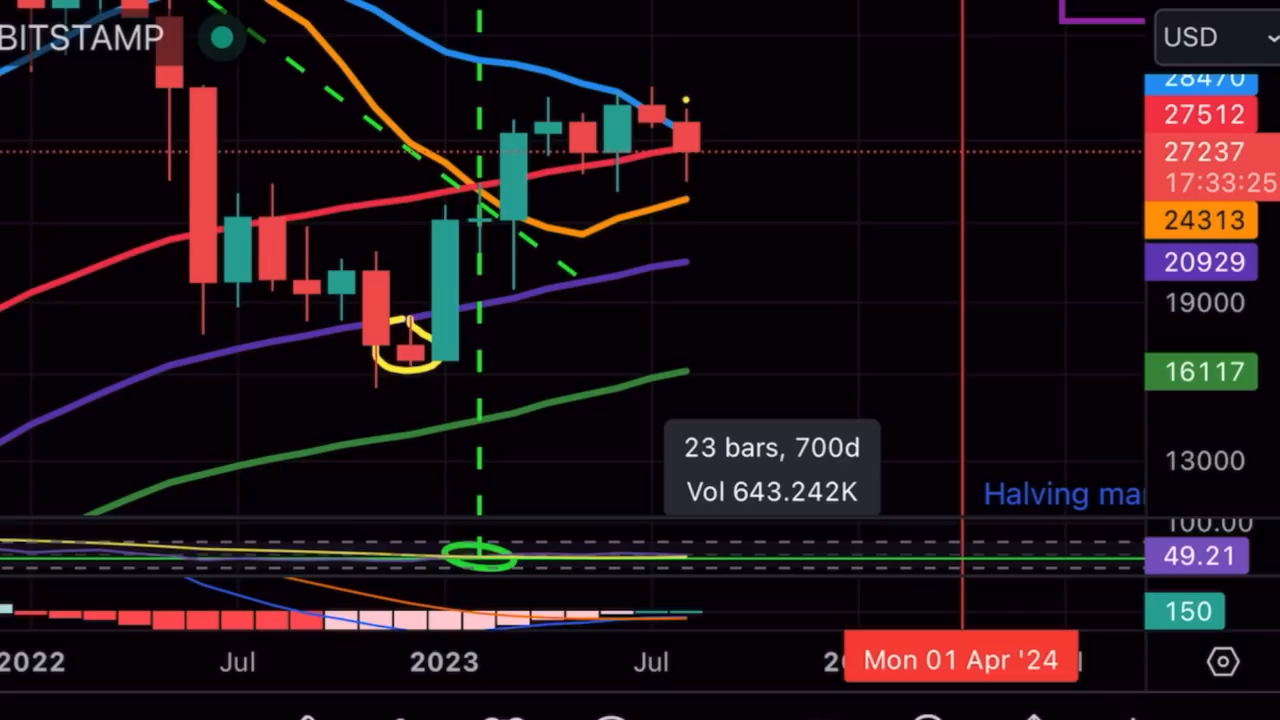 BITSTAMP
USD
28470
27512
27237
17:33:25
24313
20929
19000
16117
23 bars, 700d
13000
Vol 643.242K
Halving
100.00
49.21
150
2022
Jul
2023
Jul
Mon 01 Apr '24